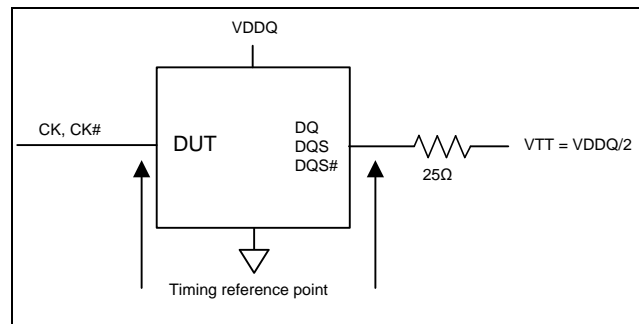 VDDQ
CK, CK#
DUT
DQ
DQS
DQS#
25Ω
VTT = VDDQ/2
Timing reference point